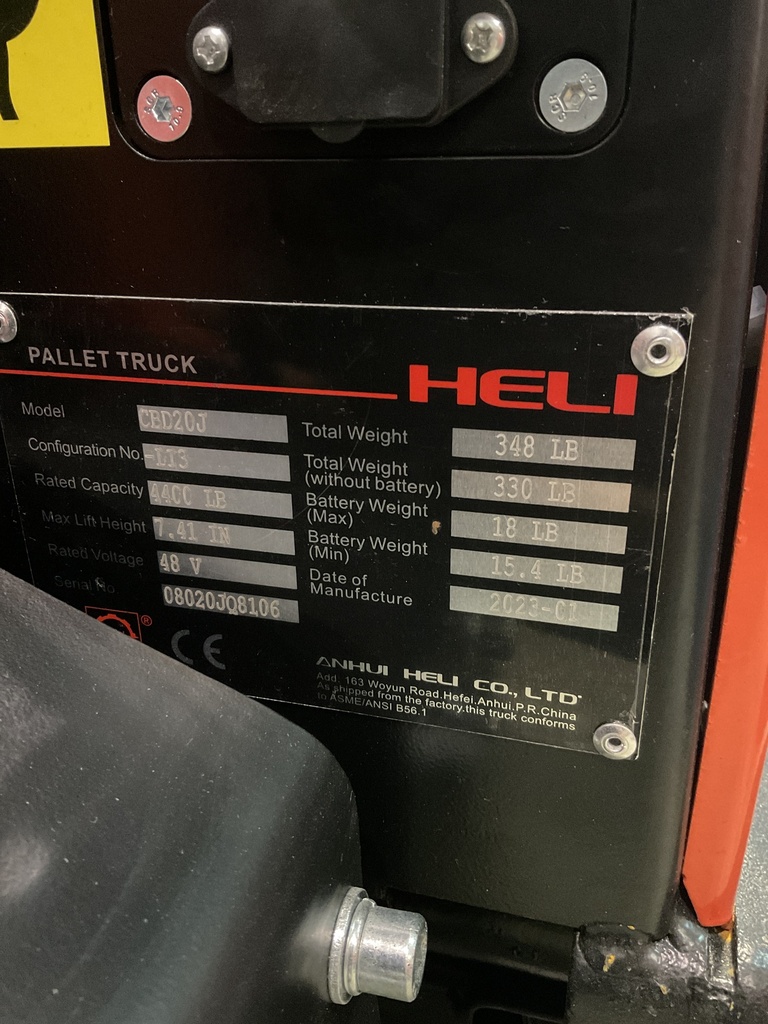 PALLET TRUCK
HELI
Model CBD20J
Configuration No. -LI3
Rated Capacity 4400 LB
Max Lift Height 7.41 IN
Rated Voltage 48 V
Serial No 08020JQ8106
Total Weight 348 LB
Total Weight
(without battery) 330 LB
Battery Weight
(Max) 18 LB
Battery Weight
(Min) 15.4 LB
Date of
Manufacture 2023-01
®
CE
ANHUI HELI CO., LTD.
Add. 163 Woyun Road.Hefei,Anhui,P.R.China
As shipped from the factory,this truck conforms
to ASME/ANSI B56.1